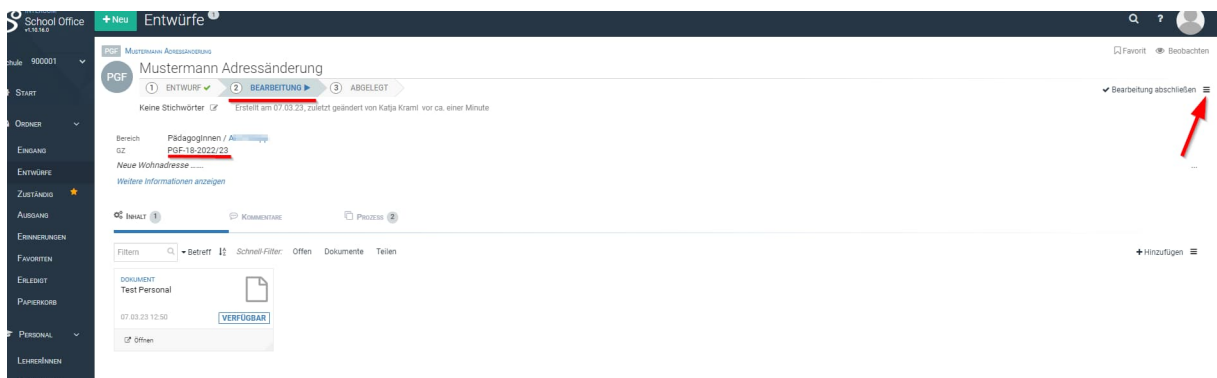 School Office
v1.10.16.0
+ Neu Entwürfe 1
?
900001
START
ORDNER
EINGANG
ENTWÜRFE
ZUSTÄNDIG
AUSGANG
ERINNERUNGEN
FAVORITEN
ERLEDIGT
PAPIERKORB
PERSONAL
LEHRERINNEN
PGF MUSTERMANN ADRESSÄNDERUNG
Favorit Beobachten
PGF
Mustermann Adressänderung
1 ENTWURF 2 BEARBEITUNG 3 ABGELEGT
Bearbeitung abschließen
Keine Stichwörter Erstellt am 07.03.23, zuletzt geändert von Katja Kraml vor ca. einer Minute
Bereich PädagogInnen /
GZ PGF-18-2022/23
Neue Wohnadresse ......
...
Weitere Informationen anzeigen
INHALT 1 KOMMENTARE PROZESS 2
Filtern Betreff Schnell-Filter: Offen Dokumente Teilen
+ Hinzufügen
DOKUMENT
Test Personal
07.03.23 12:50 VERFÜGBAR
Öffnen